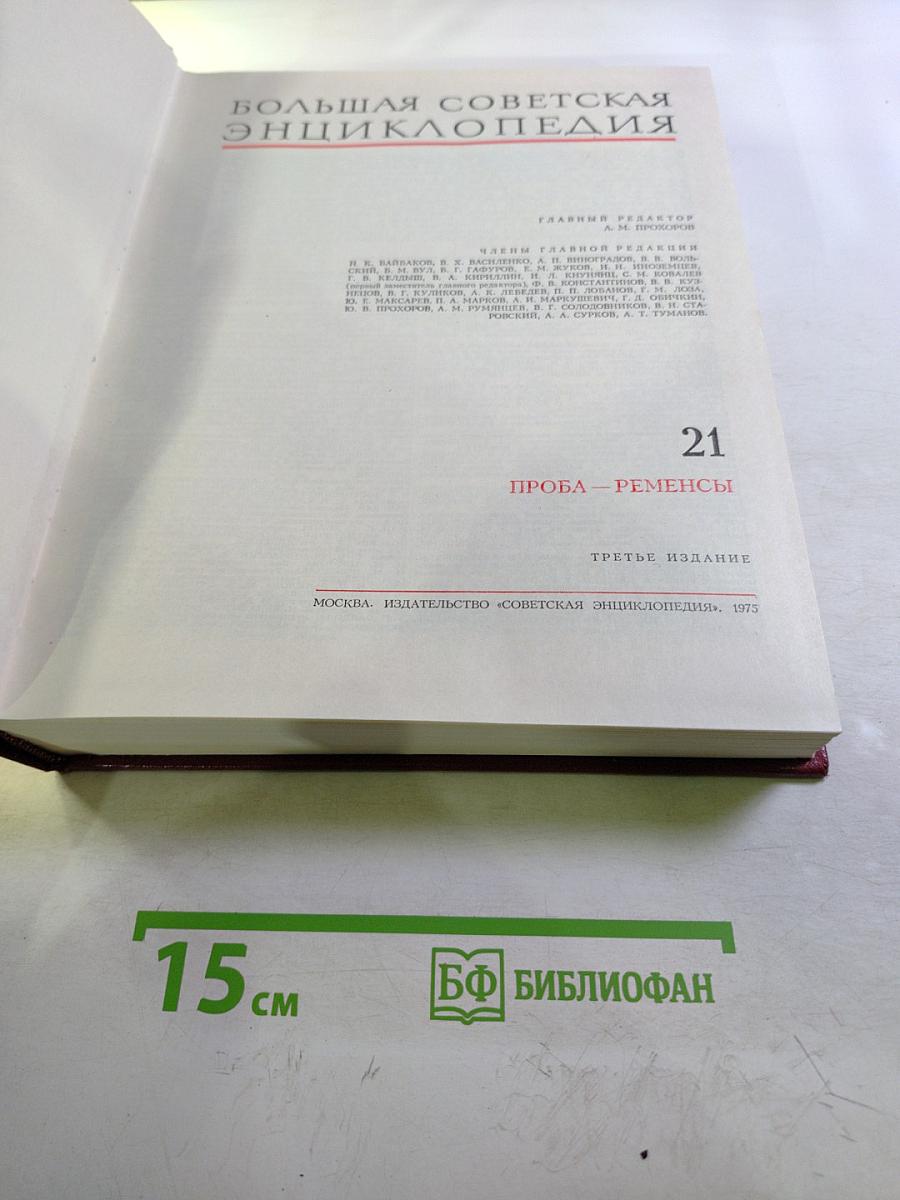 БОЛЬШАЯ СОВЕТСКАЯ
ЭНЦИКЛОПЕДИЯ
ГЛАВНЫЙ РЕДАКТОР
А. М. ПРОХОРОВ
ЧЛЕНЫ ГЛАВНОЙ РЕДАКЦИИ
Н. К. БАЙБАКОВ, В. Х. ВАСИЛЕНКО, А. П. ВИНОГРАДОВ, В. В. ВОЛЬ-
СКИЙ, Б. М. ВУЛ, Б. Г. ГАФУРОВ, Е. М. ЖУКОВ, Н. Н. ИНОЗЕМЦЕВ,
Г. В. КЕЛДЫШ, В. А. КИРИЛЛИН, И. Л. КНУНЯНЦ, С. М. КОВАЛЕВ
(первый заместитель главного редактора), Ф. В. КОНСТАНТИНОВ, В. В. КУЗ-
НЕЦОВ, В. Г. КУЛИКОВ, А. К. ЛЕБЕДЕВ, П. П. ЛОБАНОВ, Г. М. ЛОЗА,
Ю. Е. МАКСАРЕВ, П. А. МАРКОВ, А. И. МАРКУШЕВИЧ, Г. Д. ОБИЧКИН,
Ю. В. ПРОХОРОВ, А. М. РУМЯНЦЕВ, В. Г. СОЛОДОВНИКОВ, В. Н. СТА-
РОВСКИЙ, А. А. СУРКОВ, А. Т. ТУМАНОВ.
21
ПРОБА — РЕМЕНСЫ
ТРЕТЬЕ ИЗДАНИЕ
МОСКВА. ИЗДАТЕЛЬСТВО «СОВЕТСКАЯ ЭНЦИКЛОПЕДИЯ». 1975
15 см
БФ БИБЛИОФАН